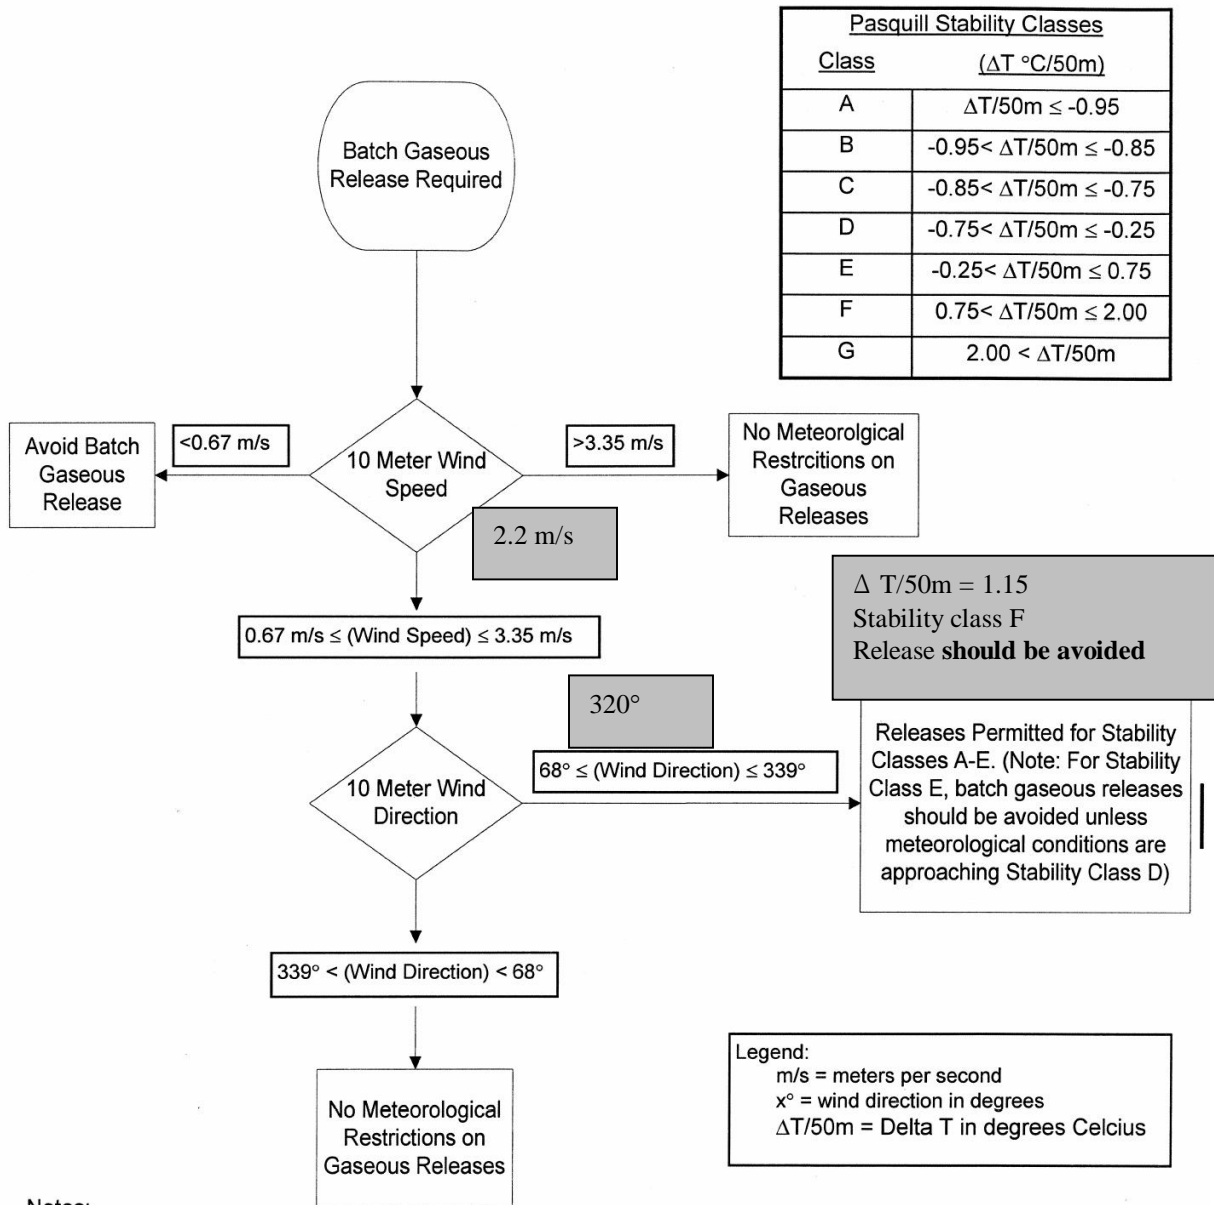 Pasquill Stability Classes
Class (ΔT °C/50m)
A ΔT/50m ≤ -0.95
B -0.95< ΔT/50m ≤ -0.85
C -0.85< ΔT/50m ≤ -0.75
D -0.75< ΔT/50m ≤ -0.25
E -0.25< ΔT/50m ≤ 0.75
F 0.75< ΔT/50m ≤ 2.00
G 2.00 < ΔT/50m
Batch Gaseous
Release Required
Avoid Batch
Gaseous
Release
<0.67 m/s
10 Meter Wind
Speed
>3.35 m/s
No Meteorolgical
Restrcitions on
Gaseous
Releases
2.2 m/s
Δ T/50m = 1.15
Stability class F
Release should be avoided
0.67 m/s ≤ (Wind Speed) ≤ 3.35 m/s
320°
68° ≤ (Wind Direction) ≤ 339°
10 Meter Wind
Direction
Releases Permitted for Stability
Classes A-E. (Note: For Stability
Class E, batch gaseous releases
should be avoided unless
meteorological conditions are
approaching Stability Class D)
339° < (Wind Direction) < 68°
No Meteorological
Restrictions on
Gaseous Releases
Legend:
m/s = meters per second
x° = wind direction in degrees
ΔT/50m = Delta T in degrees Celcius
Notes: